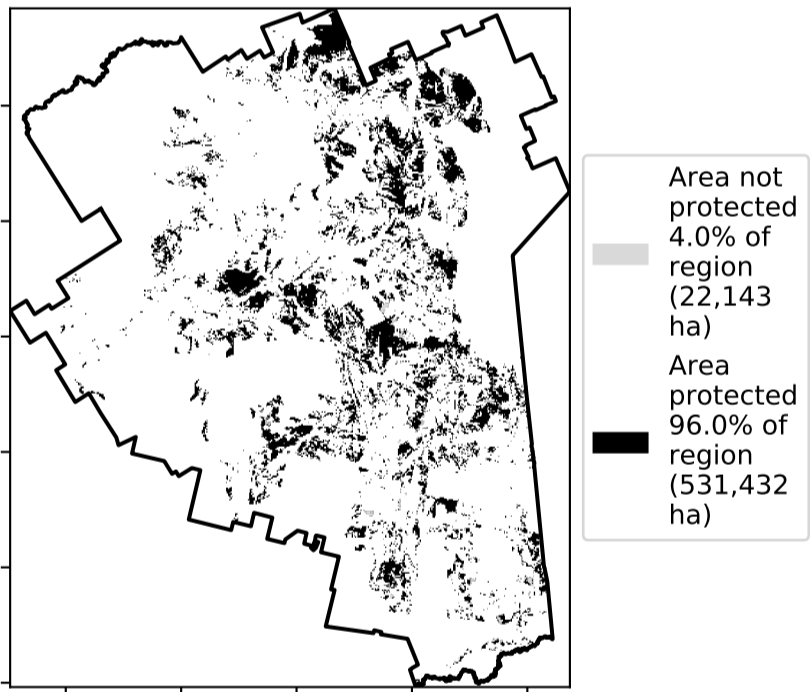 Area not
protected
4.0% of
region
(22,143
ha)
Area
protected
96.0% of
region
(531,432
ha)